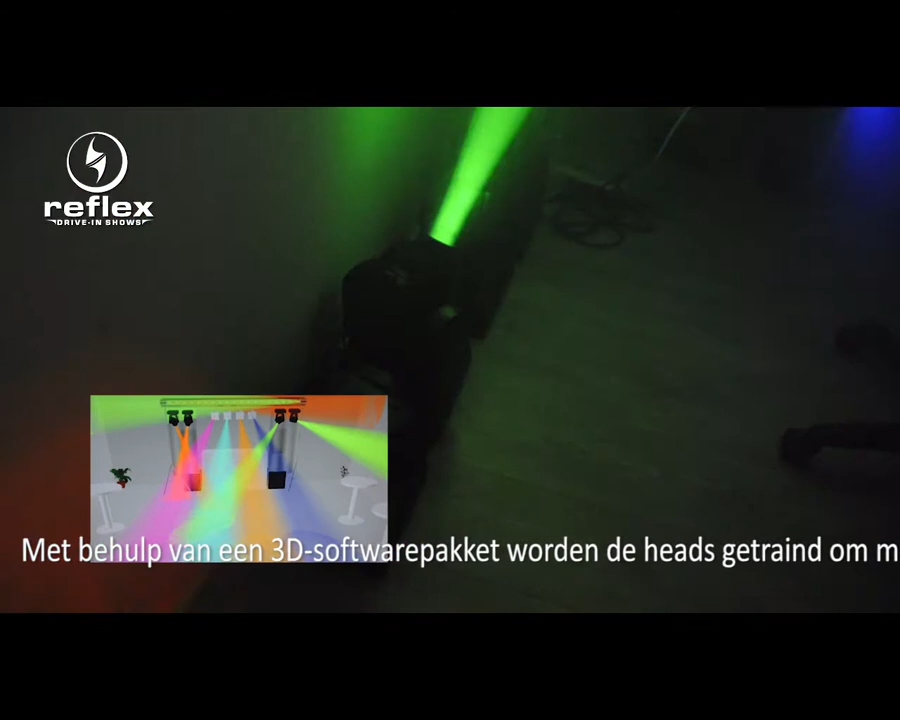 reflex
DRIVE-IN SHOWS
Met behulp van een 3D-softwarepakket worden de heads getraind om m